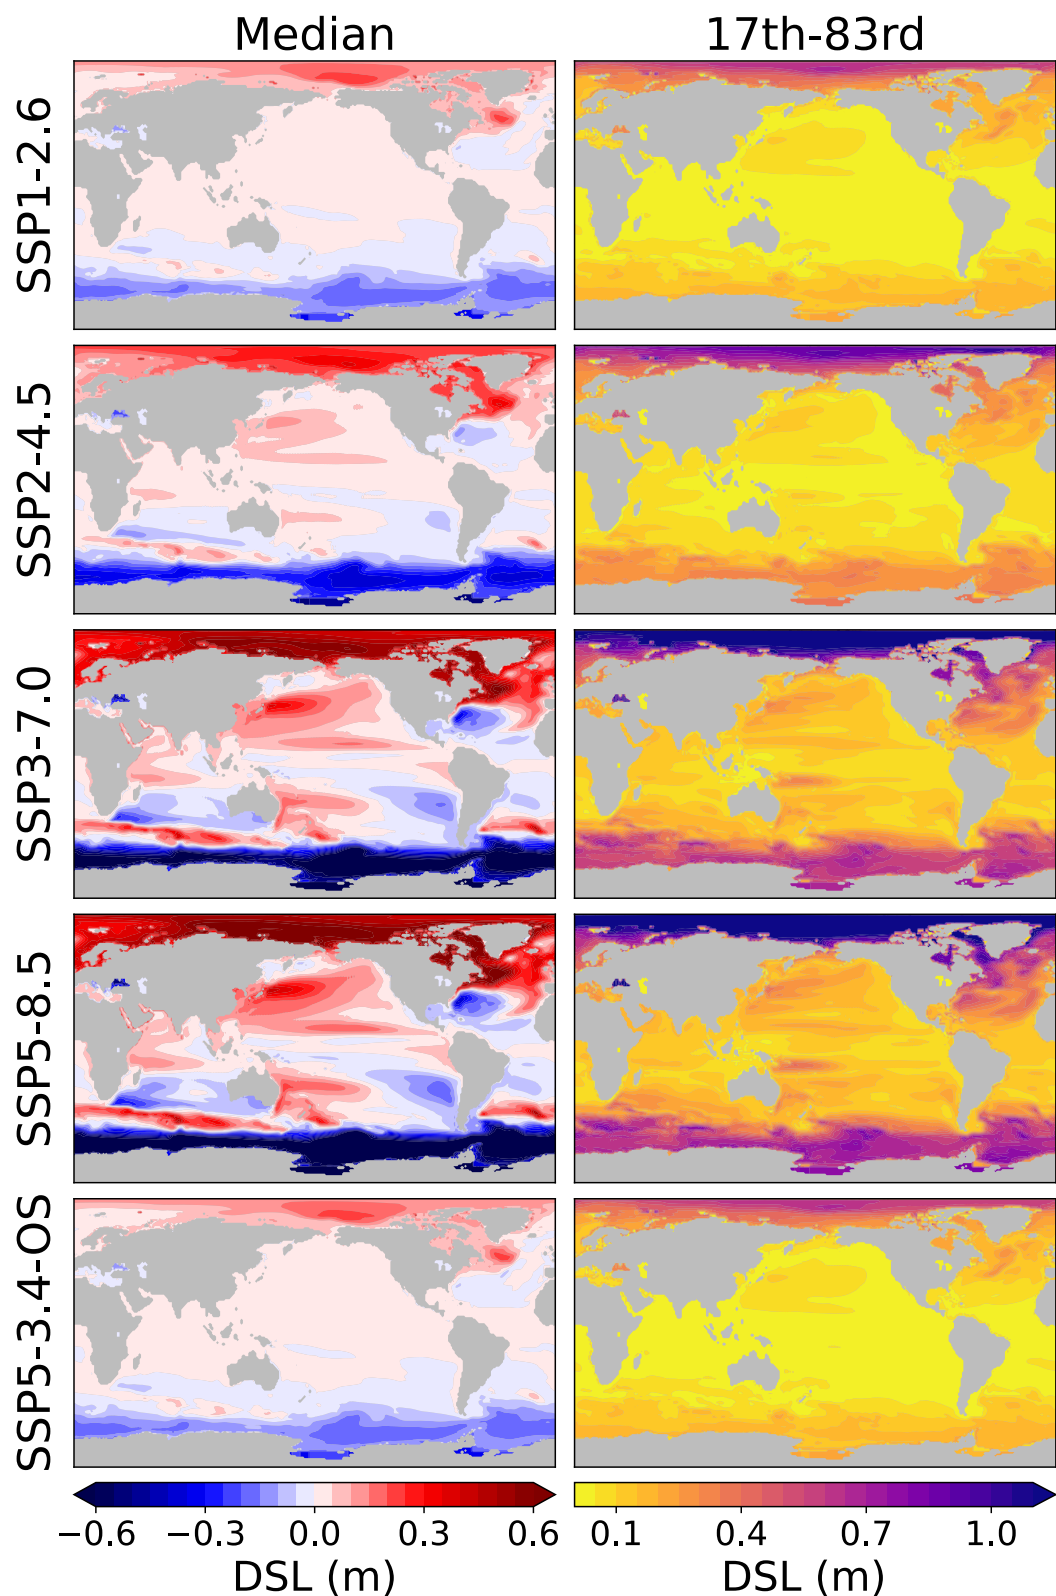 Median
17th-83rd
SSP1-2.6
SSP2-4.5
SSP3-7.0
SSP5-8.5
SSP5-3.4-OS
−0.6 −0.3 0.0 0.3 0.6
DSL (m)
0.1 0.4 0.7 1.0
DSL (m)